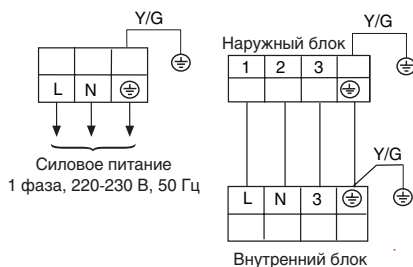 Y/G
L N
Силовое питание
1 фаза, 220-230 В, 50 Гц
Y/G
Наружный блок
1 2 3
Y/G
L N 3
Внутренний блок